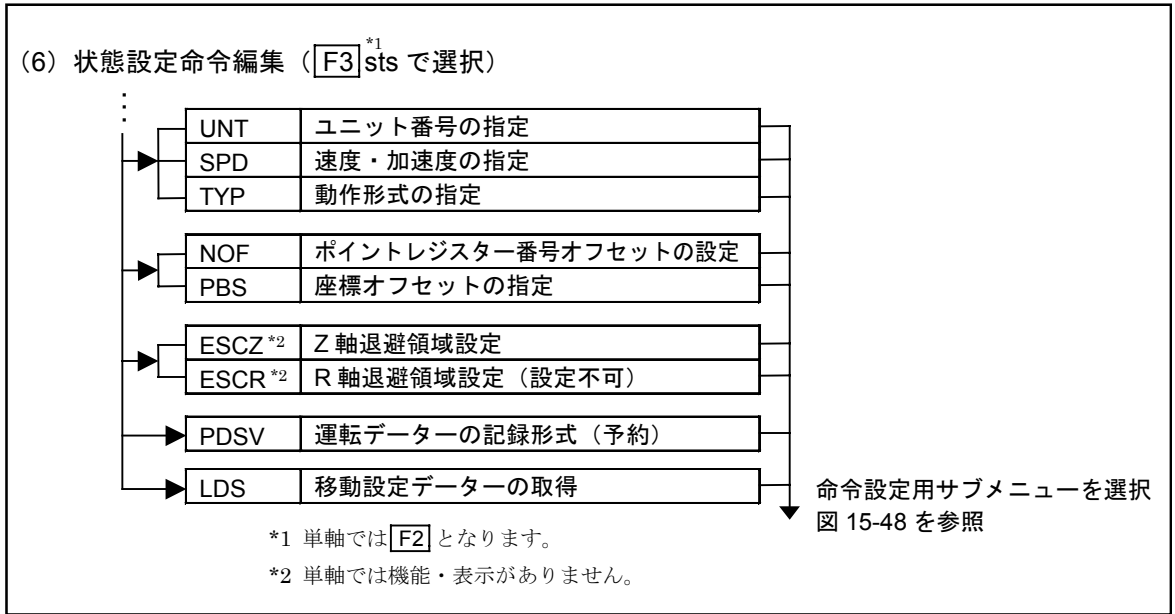 （6）状態設定命令編集（F3 sts *1 で選択）
UNT ユニット番号の指定
SPD 速度・加速度の指定
TYP 動作形式の指定
NOF ポイントレジスター番号オフセットの設定
PBS 座標オフセットの指定
ESCZ *2 Z 軸退避領域設定
ESCR *2 R 軸退避領域設定（設定不可）
PDSV 運転データーの記録形式（予約）
LDS 移動設定データーの取得
命令設定用サブメニューを選択
図 15-48 を参照
*1 単軸では F2 となります。
*2 単軸では機能・表示がありません。